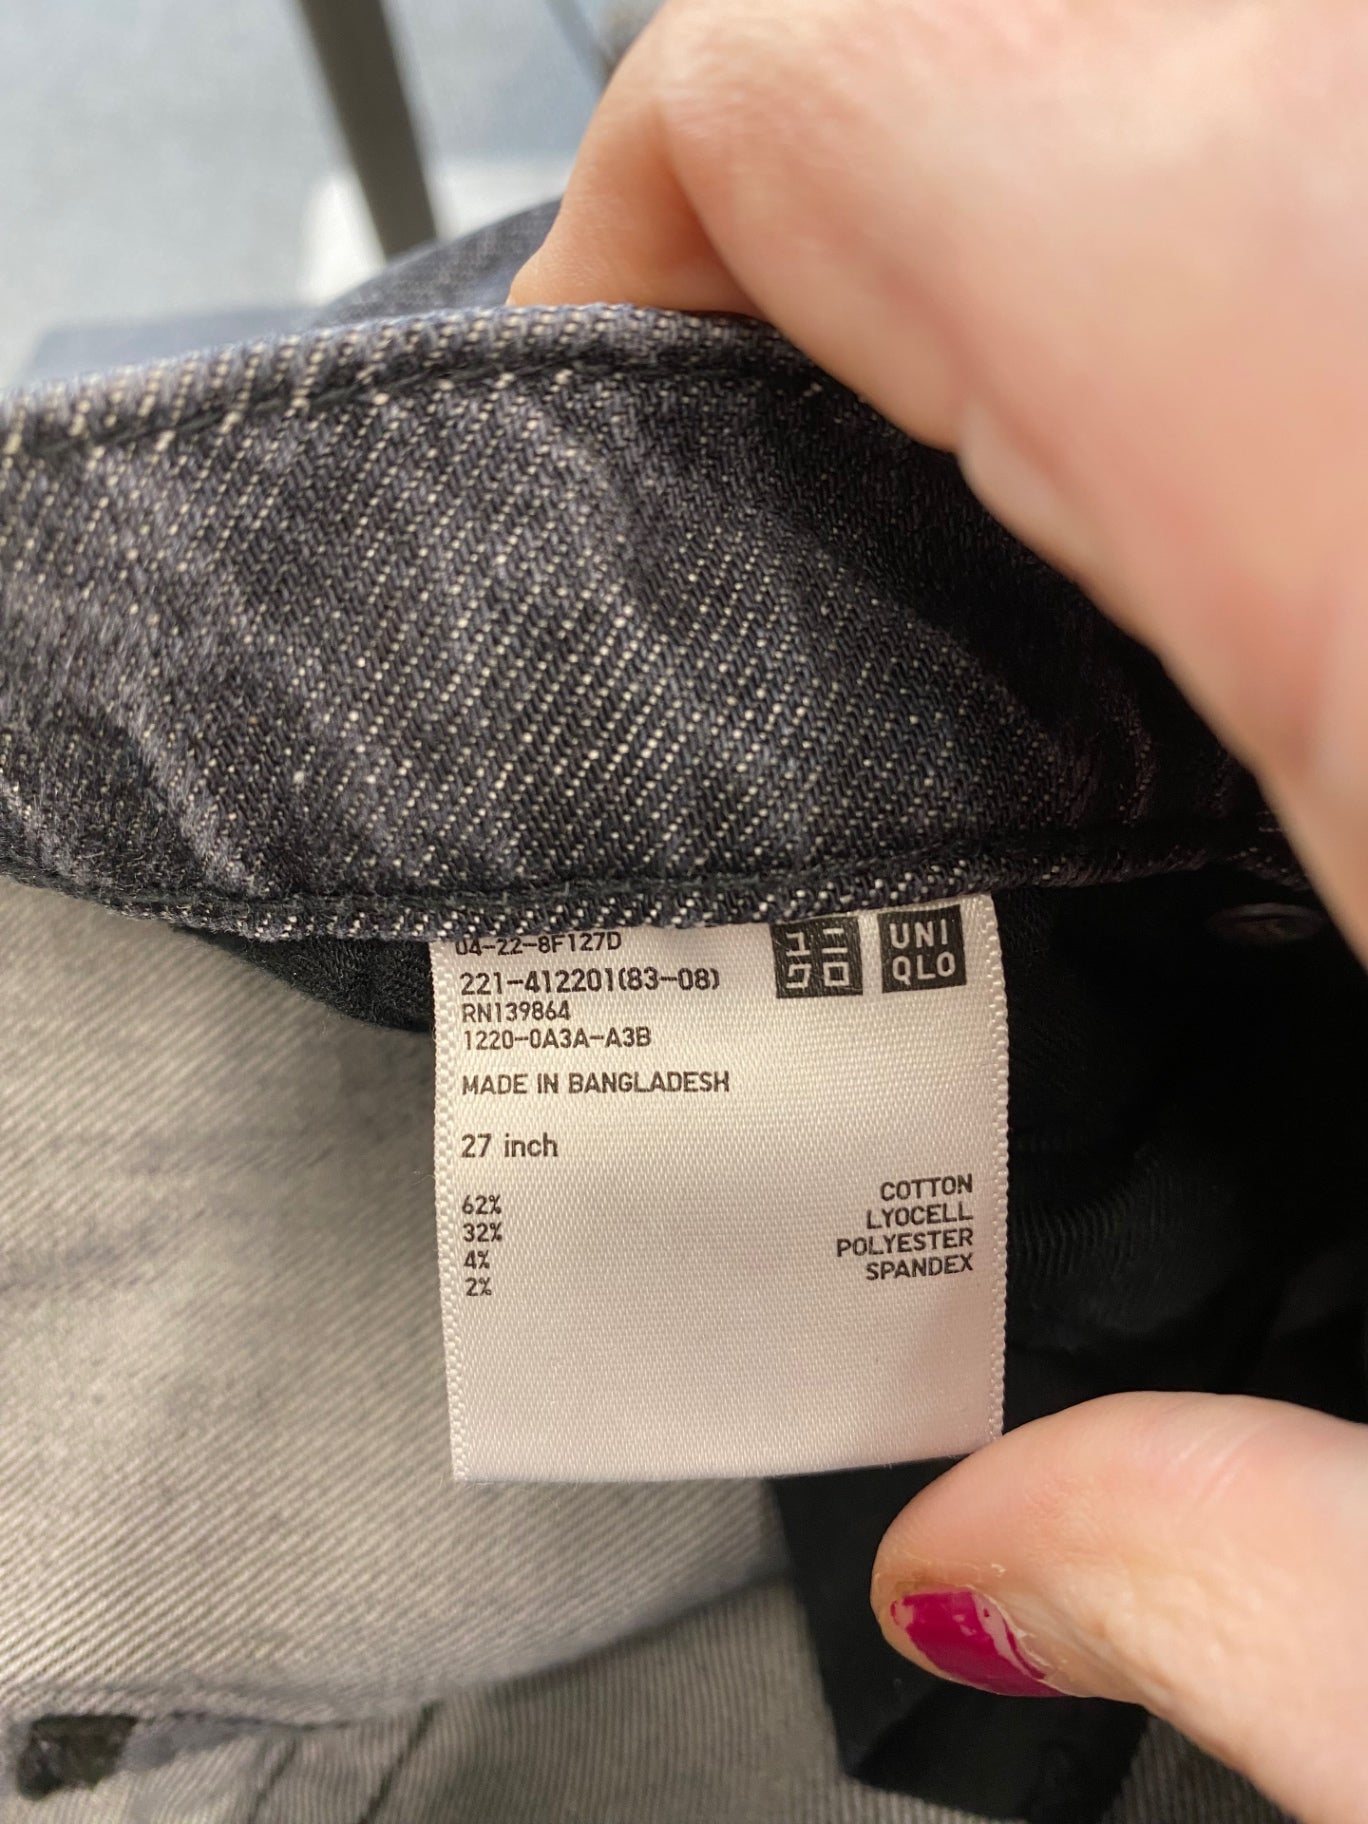 04-22-8F127D
221-412201(83-08)
RN139864
1220-0A3A-A3B
ユニ
クロ
UNI
QLO
MADE IN BANGLADESH
27 inch
62% COTTON
32% LYOCELL
4% POLYESTER
2% SPANDEX